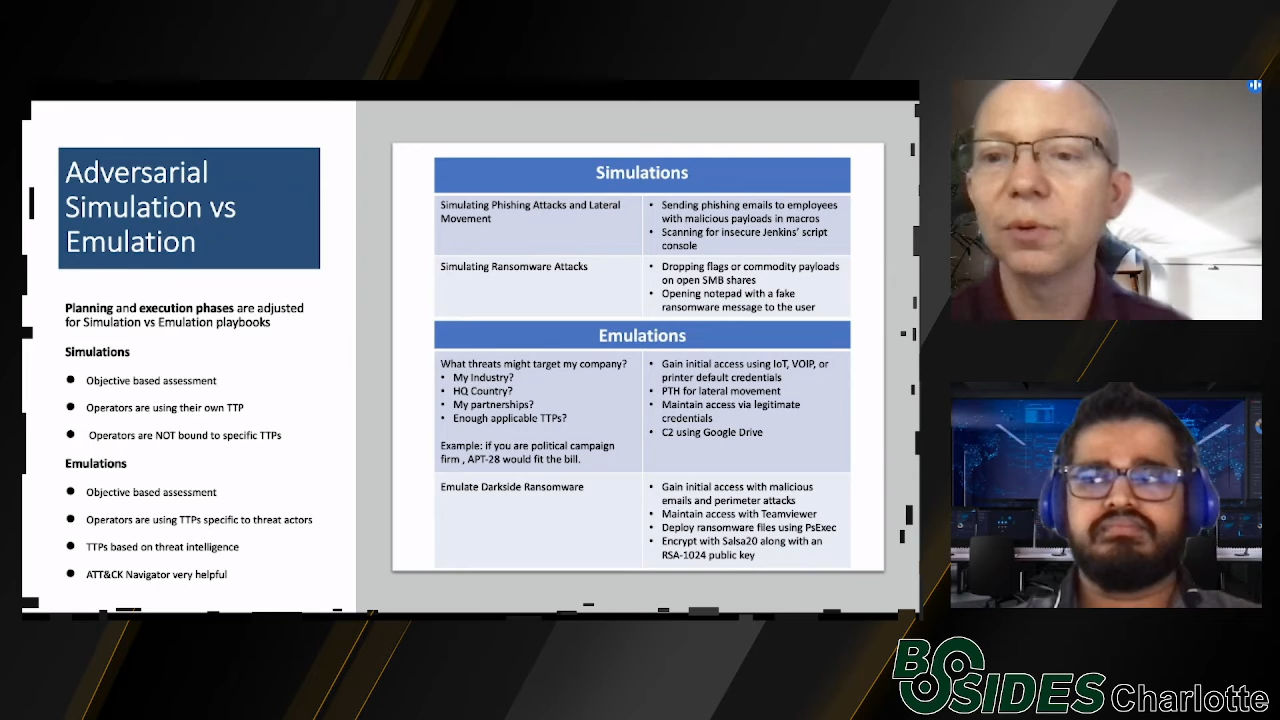 Adversarial
Simulation vs
Emulation
Planning and execution phases are adjusted
for Simulation vs Emulation playbooks
Simulations
● Objective based assessment
● Operators are using their own TTP
● Operators are NOT bound to specific TTPs
Emulations
● Objective based assessment
● Operators are using TTPs specific to threat actors
● TTPs based on threat intelligence
● ATT&CK Navigator very helpful
Simulations
Simulating Phishing Attacks and Lateral
Movement
• Sending phishing emails to employees
with malicious payloads in macros
• Scanning for insecure Jenkins' script
console
Simulating Ransomware Attacks
• Dropping flags or commodity payloads
on open SMB shares
• Opening notepad with a fake
ransomware message to the user
Emulations
What threats might target my company?
• My Industry?
• HQ Country?
• My partnerships?
• Enough applicable TTPs?
Example: if you are political campaign
firm , APT-28 would fit the bill.
• Gain initial access using IoT, VOIP, or
printer default credentials
• PTH for lateral movement
• Maintain access via legitimate
credentials
• C2 using Google Drive
Emulate Darkside Ransomware
• Gain initial access with malicious
emails and perimeter attacks
• Maintain access with Teamviewer
• Deploy ransomware files using PsExec
• Encrypt with Salsa20 along with an
RSA-1024 public key
BSIDES Charlotte